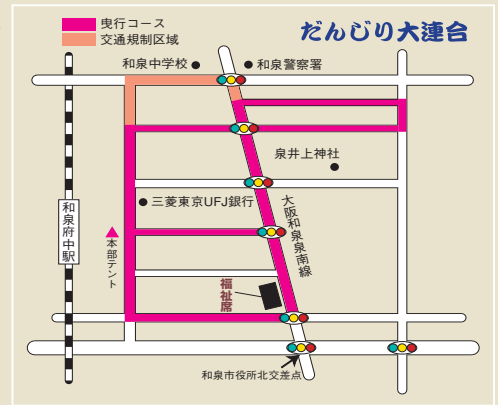 曳行コース
交通規制区域
だんじり大連合
和泉中学校
和泉警察署
泉井上神社
三菱東京UFJ銀行
大阪和泉泉南線
和泉府中駅
本部テント
福祉席
和泉市役所北交差点